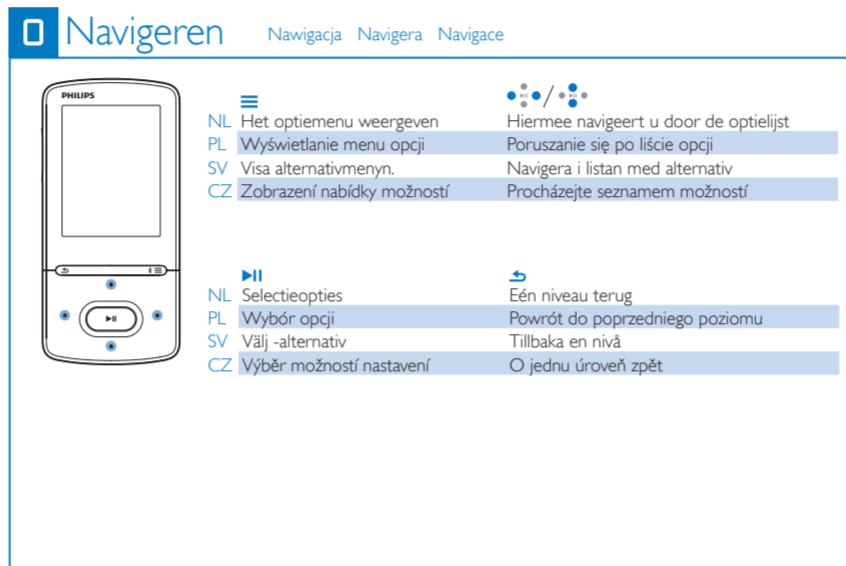 Navigeren Nawigacja Navigera Navigace
PHILIPS
NL Het optiemenu weergeven Hiermee navigeert u door de optielijst
PL Wyświetlanie menu opcji Poruszanie się po liście opcji
SV Visa alternativmenyn. Navigera i listan med alternativ
CZ Zobrazení nabídky možností Procházejte seznamem možností
NL Selectieopties Eén niveau terug
PL Wybór opcji Powrót do poprzedniego poziomu
SV Välj -alternativ Tillbaka en nivå
CZ Výběr možností nastavení O jednu úroveň zpět